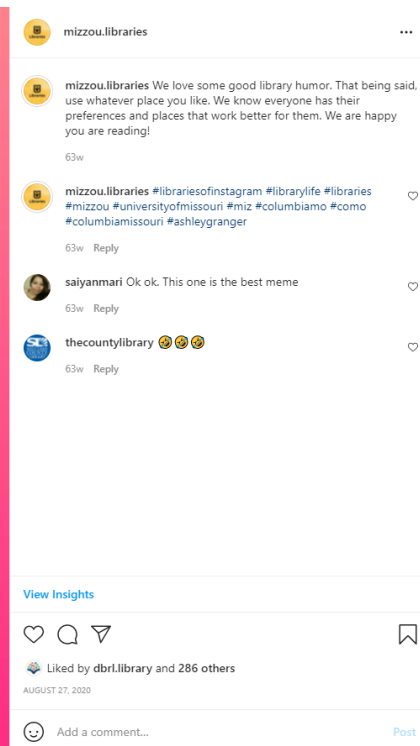 mizzou.libraries
mizzou.libraries We love some good library humor. That being said,
use whatever place you like. We know everyone has their
preferences and places that work better for them. We are happy
you are reading!
63w
mizzou.libraries #librariesofinstagram #librarylife #libraries
#mizzou #universityofmissouri #miz #columbiamo #como
#columbiamissouri #ashleygranger
63w Reply
saiyanmari Ok ok. This one is the best meme
63w Reply
thecountylibrary 🤣🤣🤣
63w Reply
View Insights
Liked by dbrl.library and 286 others
AUGUST 27, 2020
Add a comment...
Post